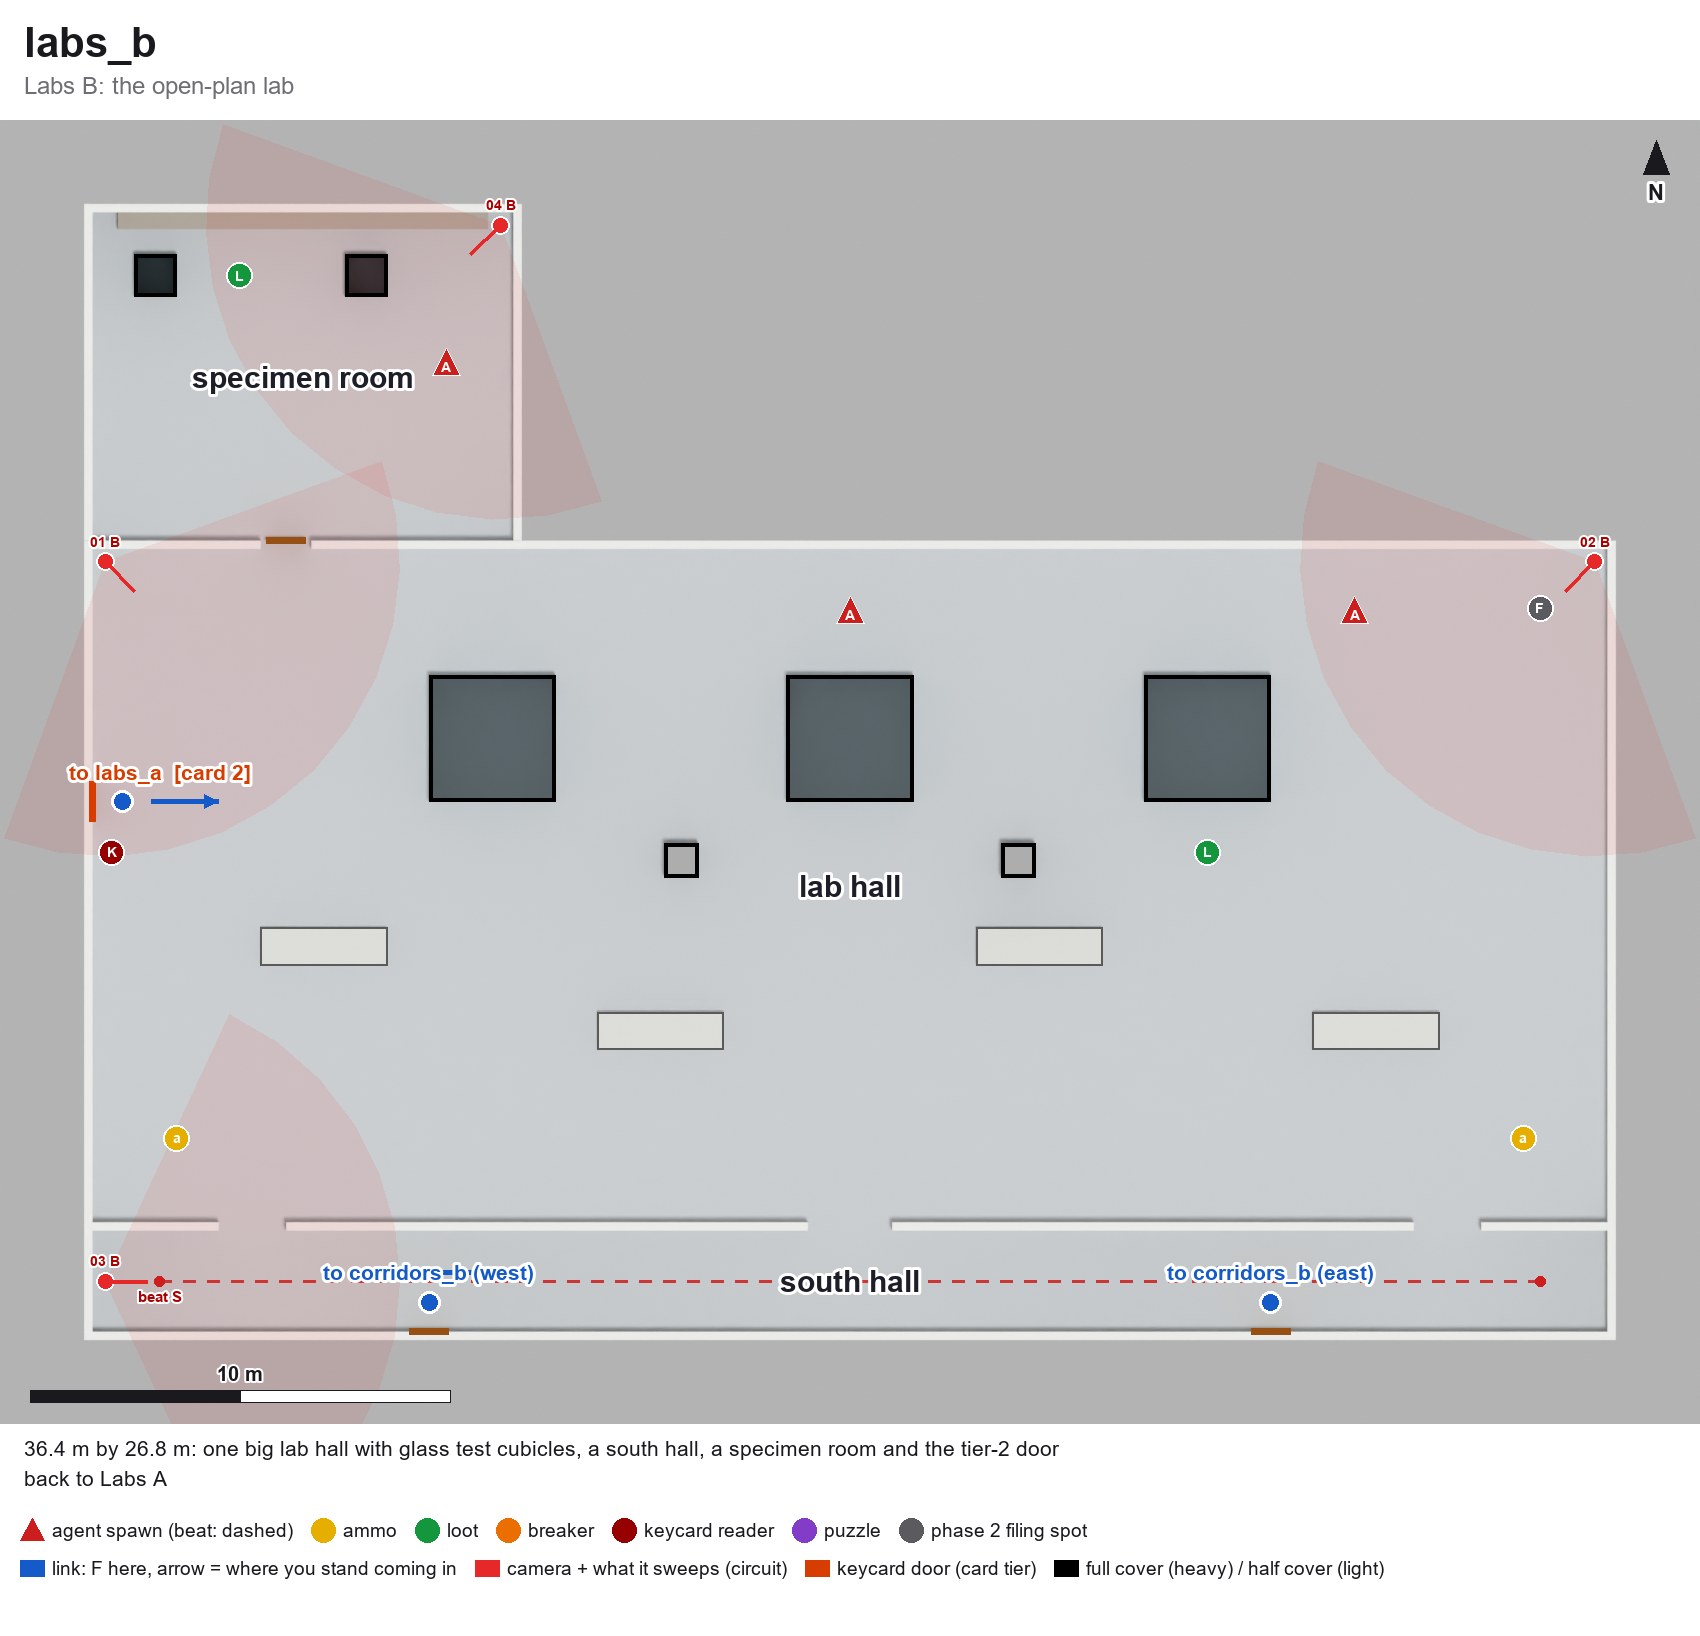 labs_b
Labs B: the open-plan lab
N
04 B
L
A
specimen room
01 B
02 B
A
A
F
to labs_a [card 2]
K
L
lab hall
a
a
03 B
beat S
to corridors_b (west)
south hall
to corridors_b (east)
10 m
36.4 m by 26.8 m: one big lab hall with glass test cubicles, a south hall, a specimen room and the tier-2 door
back to Labs A
agent spawn (beat: dashed)
ammo
loot
breaker
keycard reader
puzzle
phase 2 filing spot
link: F here, arrow = where you stand coming in
camera + what it sweeps (circuit)
keycard door (card tier)
full cover (heavy) / half cover (light)